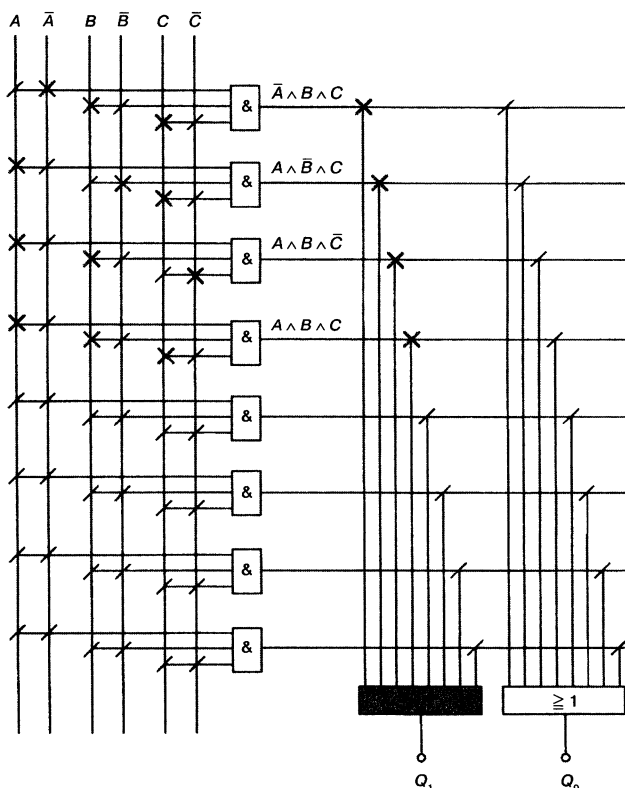 A Ā B B̄ C C̄
& Ā ∧ B ∧ C
& A ∧ B̄ ∧ C
& A ∧ B ∧ C̄
& A ∧ B ∧ C
&
&
&
&
≧ 1
Q₁ Q₀